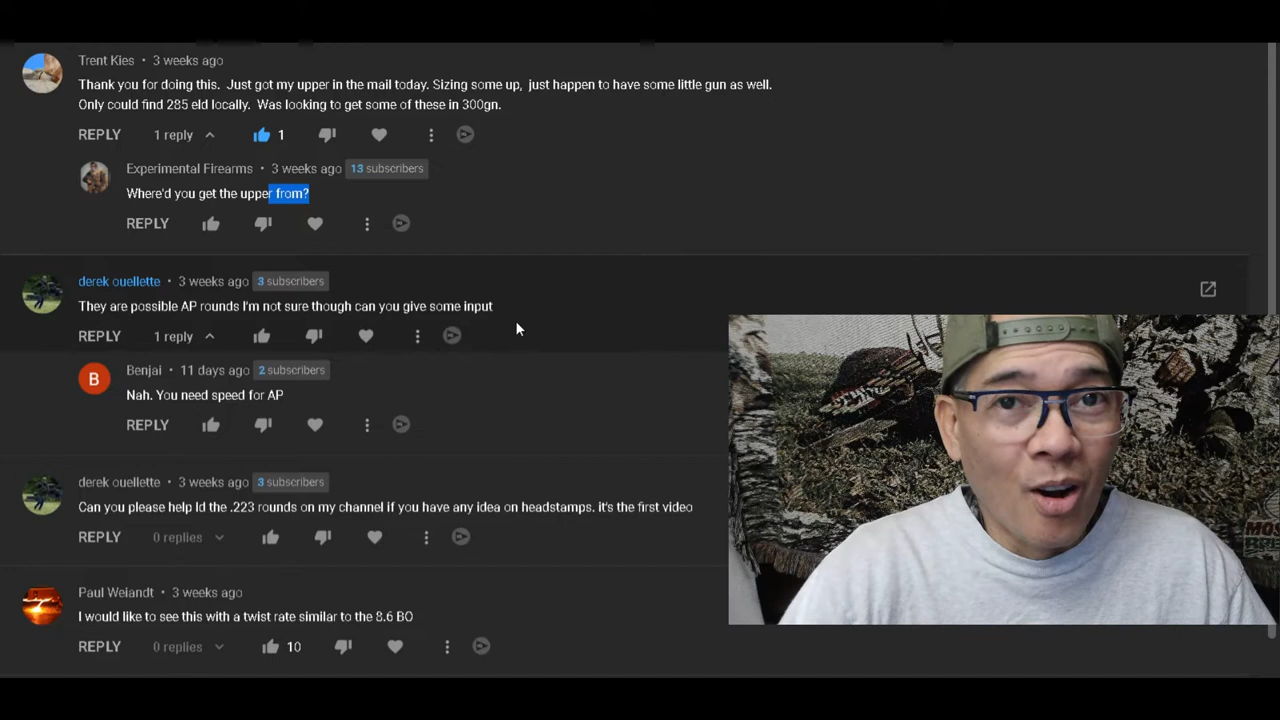 Trent Kies • 3 weeks ago
Thank you for doing this. Just got my upper in the mail today. Sizing some up, just happen to have some little gun as well.
Only could find 285 eld locally. Was looking to get some of these in 300gn.
REPLY 1 reply 1
Experimental Firearms • 3 weeks ago 13 subscribers
Where'd you get the upper from?
REPLY
derek ouellette • 3 weeks ago 3 subscribers
They are possible AP rounds I'm not sure though can you give some input
REPLY 1 reply
B
Benjai • 11 days ago 2 subscribers
Nah. You need speed for AP
REPLY
derek ouellette • 3 weeks ago 3 subscribers
Can you please help Id the .223 rounds on my channel if you have any idea on headstamps. it's the first video
REPLY 0 replies
Paul Weiandt • 3 weeks ago
I would like to see this with a twist rate similar to the 8.6 BO
REPLY 0 replies 10